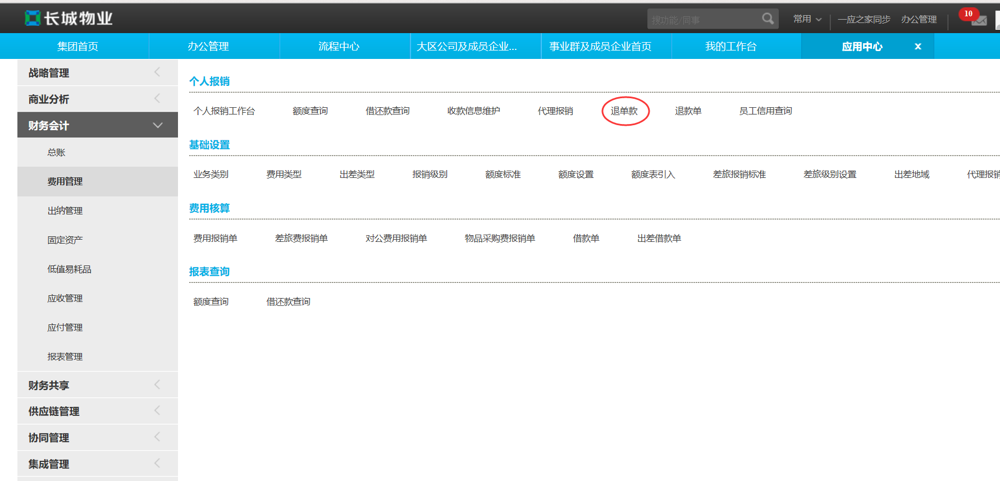 长城物业
搜功能/同事
常用
一应之家同步
办公管理
10
集团首页
办公管理
流程中心
大区公司及成员企业...
事业群及成员企业首页
我的工作台
应用中心
x
战略管理
商业分析
财务会计
总账
费用管理
出纳管理
固定资产
低值易耗品
应收管理
应付管理
报表管理
财务共享
供应链管理
协同管理
集成管理
个人报销
个人报销工作台 额度查询 借还款查询 收款信息维护 代理报销 退单款 退款单 员工信用查询
基础设置
业务类别 费用类型 出差类型 报销级别 额度标准 额度设置 额度表引入 差旅报销标准 差旅级别设置 出差地域 代理报销
费用核算
费用报销单 差旅费报销单 对公费用报销单 物品采购费报销单 借款单 出差借款单
报表查询
额度查询 借还款查询